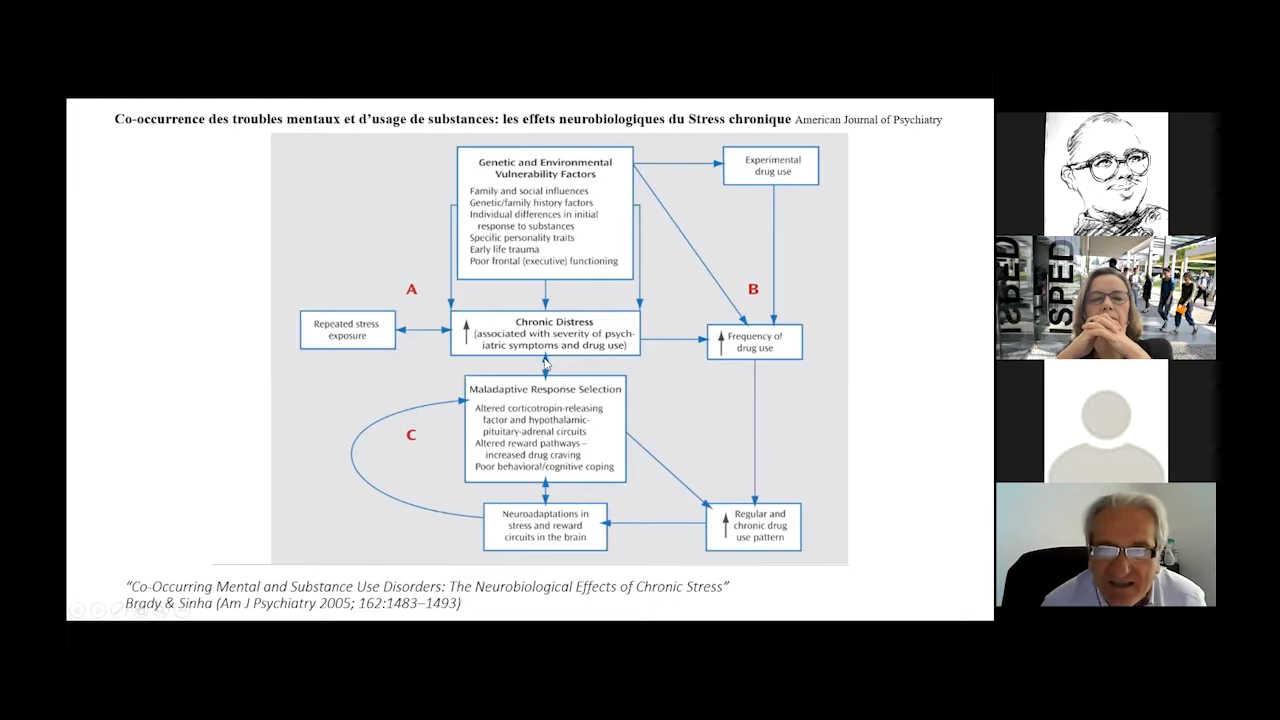 Co-occurrence des troubles mentaux et d'usage de substances: les effets neurobiologiques du Stress chronique American Journal of Psychiatry
Genetic and Environmental
Vulnerability Factors
Family and social influences
Genetic/family history factors
Individual differences in initial
response to substances
Specific personality traits
Early life trauma
Poor frontal (executive) functioning
Experimental
drug use
A
B
Repeated stress
exposure
Chronic Distress
(associated with severity of psych-
iatric symptoms and drug use)
Frequency of
drug use
Maladaptive Response Selection
Altered corticotropin-releasing
factor and hypothalamic-
pituitary-adrenal circuits
Altered reward pathways –
increased drug craving
Poor behavioral/cognitive coping
C
Neuroadaptations in
stress and reward
circuits in the brain
Regular and
chronic drug
use pattern
"Co-Occurring Mental and Substance Use Disorders: The Neurobiological Effects of Chronic Stress"
Brady & Sinha (Am J Psychiatry 2005; 162:1483–1493)
ISPED
ISPED